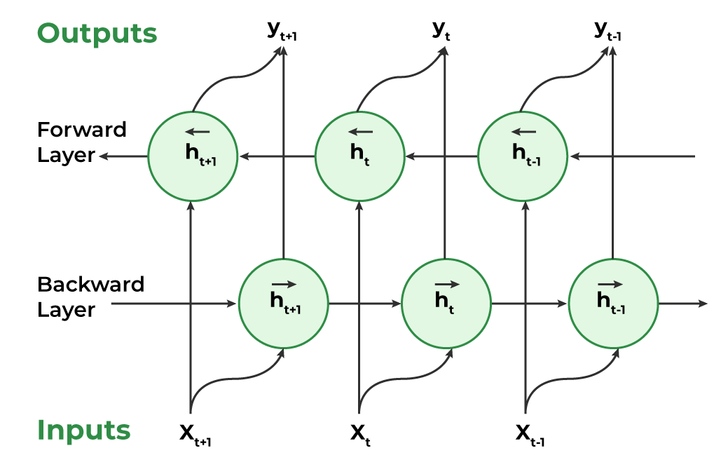 Outputs
y t+1
y t
y t-1
Forward
Layer
h t+1
h t
h t-1
Backward
Layer
h t+1
h t
h t-1
Inputs
X t+1
X t
X t-1